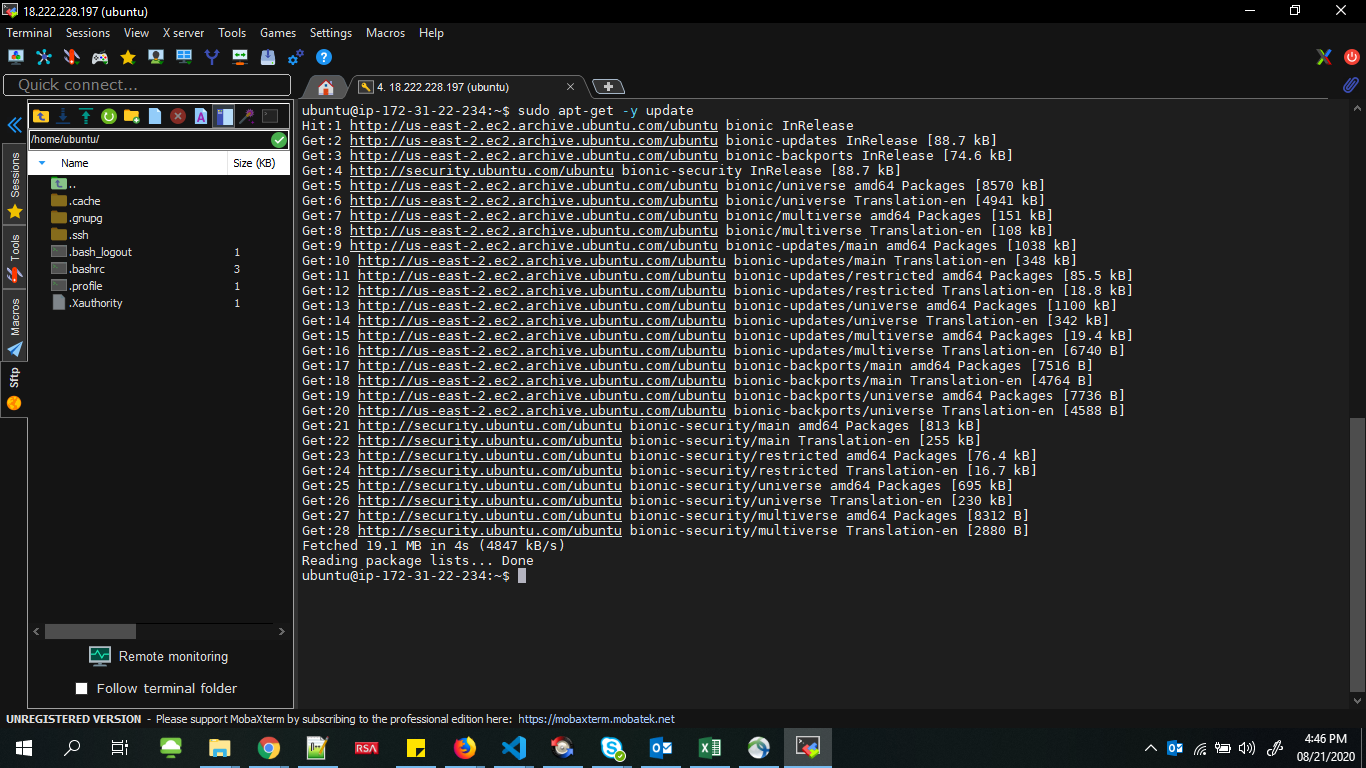 18.222.228.197 (ubuntu)
Terminal Sessions View X server Tools Games Settings Macros Help
Quick connect...
4. 18.222.228.197 (ubuntu)
/home/ubuntu/
Name Size (KB)
..
.cache
.gnupg
.ssh
.bash_logout 1
.bashrc 3
.profile 1
.Xauthority 1
Sessions
Tools
Macros
Sftp
Remote monitoring
Follow terminal folder
ubuntu@ip-172-31-22-234:~$ sudo apt-get -y update
Hit:1 http://us-east-2.ec2.archive.ubuntu.com/ubuntu bionic InRelease
Get:2 http://us-east-2.ec2.archive.ubuntu.com/ubuntu bionic-updates InRelease [88.7 kB]
Get:3 http://us-east-2.ec2.archive.ubuntu.com/ubuntu bionic-backports InRelease [74.6 kB]
Get:4 http://security.ubuntu.com/ubuntu bionic-security InRelease [88.7 kB]
Get:5 http://us-east-2.ec2.archive.ubuntu.com/ubuntu bionic/universe amd64 Packages [8570 kB]
Get:6 http://us-east-2.ec2.archive.ubuntu.com/ubuntu bionic/universe Translation-en [4941 kB]
Get:7 http://us-east-2.ec2.archive.ubuntu.com/ubuntu bionic/multiverse amd64 Packages [151 kB]
Get:8 http://us-east-2.ec2.archive.ubuntu.com/ubuntu bionic/multiverse Translation-en [108 kB]
Get:9 http://us-east-2.ec2.archive.ubuntu.com/ubuntu bionic-updates/main amd64 Packages [1038 kB]
Get:10 http://us-east-2.ec2.archive.ubuntu.com/ubuntu bionic-updates/main Translation-en [348 kB]
Get:11 http://us-east-2.ec2.archive.ubuntu.com/ubuntu bionic-updates/restricted amd64 Packages [85.5 kB]
Get:12 http://us-east-2.ec2.archive.ubuntu.com/ubuntu bionic-updates/restricted Translation-en [18.8 kB]
Get:13 http://us-east-2.ec2.archive.ubuntu.com/ubuntu bionic-updates/universe amd64 Packages [1100 kB]
Get:14 http://us-east-2.ec2.archive.ubuntu.com/ubuntu bionic-updates/universe Translation-en [342 kB]
Get:15 http://us-east-2.ec2.archive.ubuntu.com/ubuntu bionic-updates/multiverse amd64 Packages [19.4 kB]
Get:16 http://us-east-2.ec2.archive.ubuntu.com/ubuntu bionic-updates/multiverse Translation-en [6740 B]
Get:17 http://us-east-2.ec2.archive.ubuntu.com/ubuntu bionic-backports/main amd64 Packages [7516 B]
Get:18 http://us-east-2.ec2.archive.ubuntu.com/ubuntu bionic-backports/main Translation-en [4764 B]
Get:19 http://us-east-2.ec2.archive.ubuntu.com/ubuntu bionic-backports/universe amd64 Packages [7736 B]
Get:20 http://us-east-2.ec2.archive.ubuntu.com/ubuntu bionic-backports/universe Translation-en [4588 B]
Get:21 http://security.ubuntu.com/ubuntu bionic-security/main amd64 Packages [813 kB]
Get:22 http://security.ubuntu.com/ubuntu bionic-security/main Translation-en [255 kB]
Get:23 http://security.ubuntu.com/ubuntu bionic-security/restricted amd64 Packages [76.4 kB]
Get:24 http://security.ubuntu.com/ubuntu bionic-security/restricted Translation-en [16.7 kB]
Get:25 http://security.ubuntu.com/ubuntu bionic-security/universe amd64 Packages [695 kB]
Get:26 http://security.ubuntu.com/ubuntu bionic-security/universe Translation-en [230 kB]
Get:27 http://security.ubuntu.com/ubuntu bionic-security/multiverse amd64 Packages [8312 B]
Get:28 http://security.ubuntu.com/ubuntu bionic-security/multiverse Translation-en [2880 B]
Fetched 19.1 MB in 4s (4847 kB/s)
Reading package lists... Done
ubuntu@ip-172-31-22-234:~$
UNREGISTERED VERSION - Please support MobaXterm by subscribing to the professional edition here: https://mobaxterm.mobatek.net
RSA
4:46 PM
08/21/2020